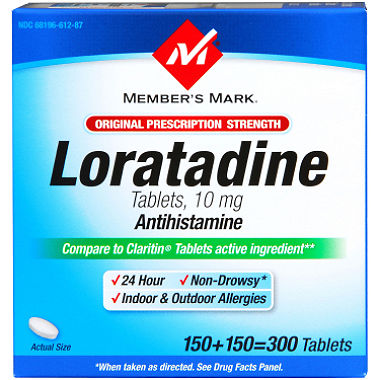 NDC 68196-612-87
MEMBER'S MARK®
ORIGINAL PRESCRIPTION STRENGTH
Loratadine
Tablets, 10 mg
Antihistamine
Compare to Claritin® Tablets active ingredient**
✓24 Hour ✓Non-Drowsy*
✓Indoor & Outdoor Allergies
150+150=300 Tablets
Actual Size
*When taken as directed. See Drug Facts Panel.